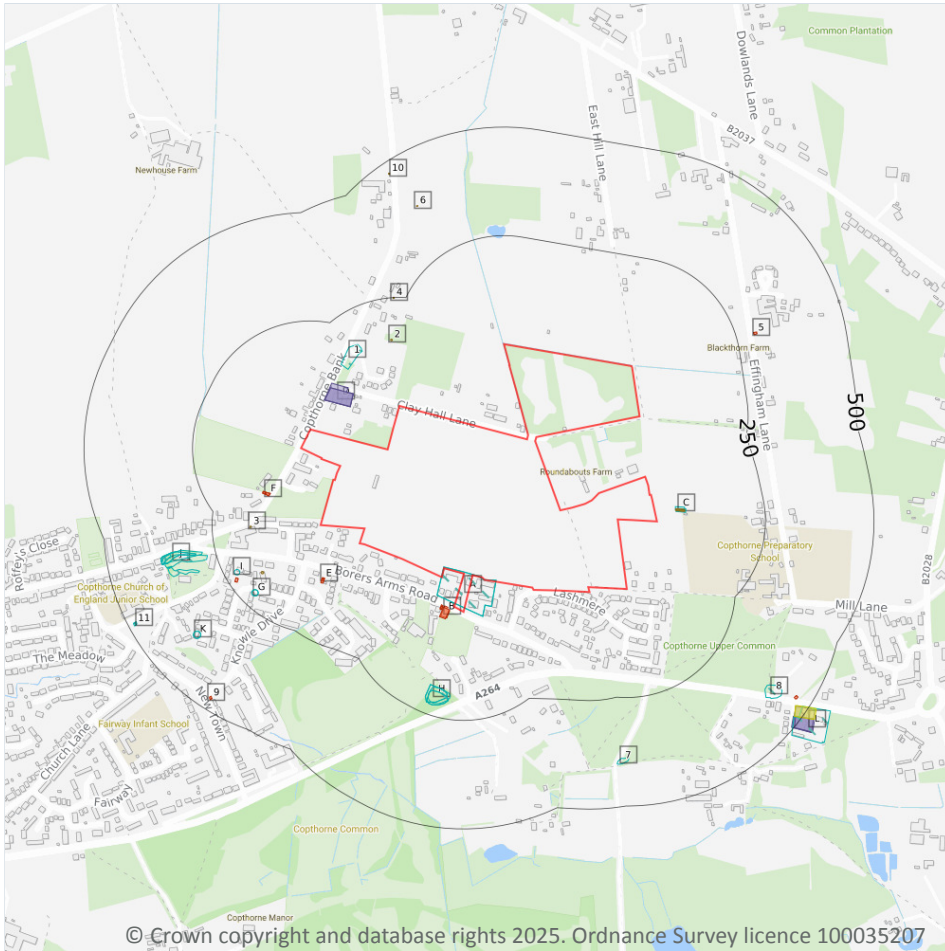 Common Plantation
Dowlands Lane
B2037
East Hill Lane
Newhouse Farm
10
6
4
2
1
5
Blackthorn Farm
Effingham Lane
Copthorne Bank
Clay Hall Lane
500
250
Roundabouts Farm
F
C
3
Roffey's Close
Copthorne Preparatory
School
B2028
Copthorne Church of
England Junior School
I
G
E
Borers Arms Road
A
B
Lashmere
Mill Lane
11
K
Knowle Drive
The Meadow
Copthorne Upper Common
9
H
A264
8
New Town
Fairway Infant School
Church Lane
7
Fairway
Copthorne Common
Copthorne Manor
© Crown copyright and database rights 2025. Ordnance Survey licence 100035207